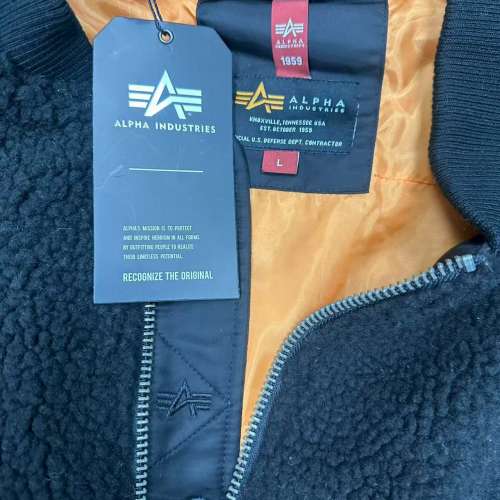 ALPHA INDUSTRIES
ALPHA'S MISSION IS TO PROTECT
AND INSPIRE HEROISM IN ALL FORMS
BY OUTFITTING PEOPLE TO REALIZE
THEIR LIMITLESS POTENTIAL.
RECOGNIZE THE ORIGINAL
ALPHA
INDUSTRIES
1959
ALPHA
INDUSTRIES
KNOXVILLE, TENNESSEE USA
EST. OCTOBER 1959
CIAL U.S. DEFENSE DEPT. CONTRACTOR
L